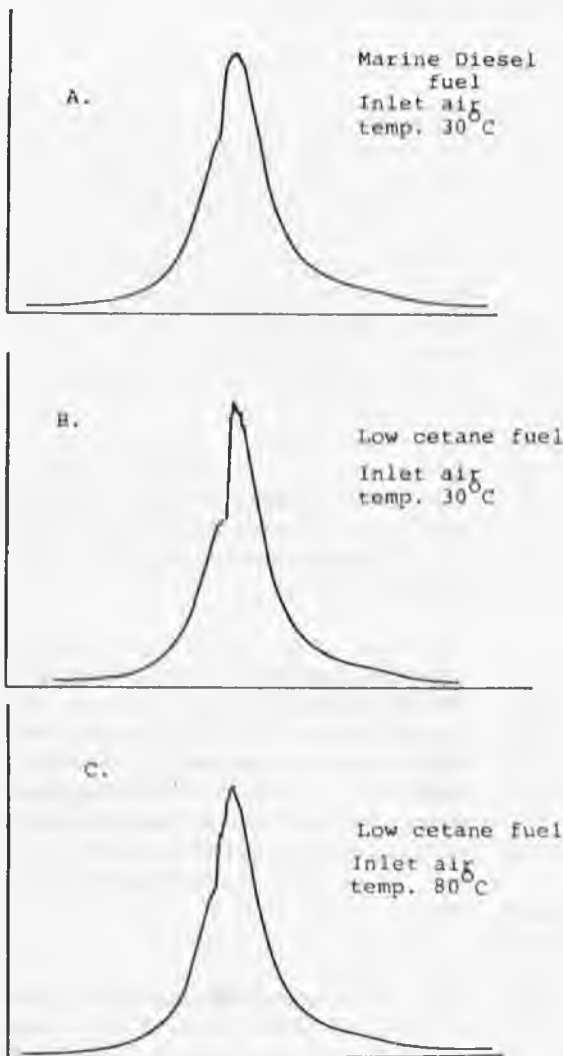 A.
Marine Diesel
fuel
Inlet air
temp. 30°C
B.
Low cetane fuel
Inlet air
temp. 30°C
C.
Low cetane fuel
Inlet air
temp. 80°C